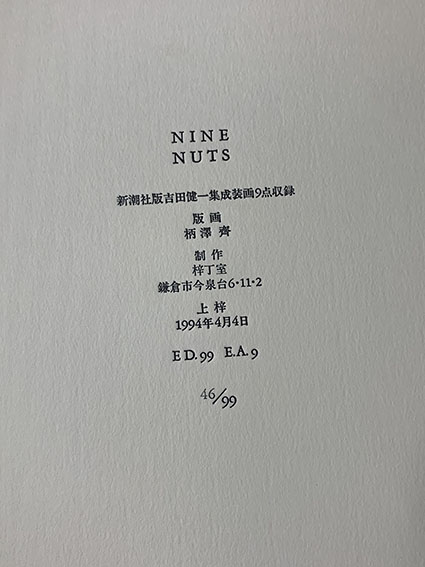 NINE
NUTS
新潮社版吉田健一集成装画9点収録
版画
柄澤齊
制作
梓丁室
鎌倉市今泉台6・11・2
上梓
1994年4月4日
ED.99 E.A.9
46/99